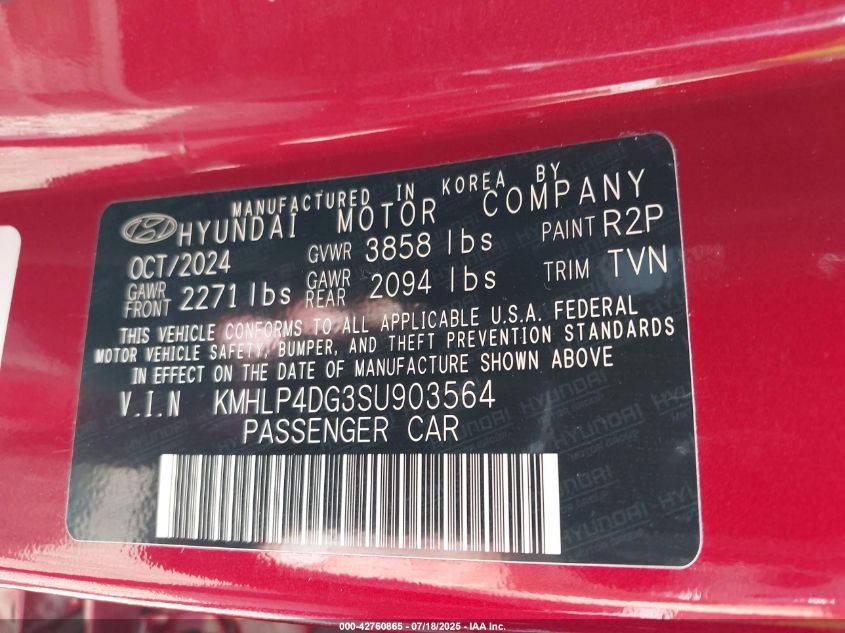 MANUFACTURED IN KOREA BY
HYUNDAI MOTOR COMPANY
OCT/2024 GVWR 3858 lbs PAINT R2P
GAWR FRONT 2271 lbs GAWR REAR 2094 lbs TRIM TVN
THIS VEHICLE CONFORMS TO ALL APPLICABLE U.S.A. FEDERAL
MOTOR VEHICLE SAFETY, BUMPER, AND THEFT PREVENTION STANDARDS
IN EFFECT ON THE DATE OF MANUFACTURE SHOWN ABOVE
V.I.N KMHLP4DG3SU903564
PASSENGER CAR
HYUNDAI
MOTOR GROUP
000-42760865 - 07/18/2025 - IAA Inc.